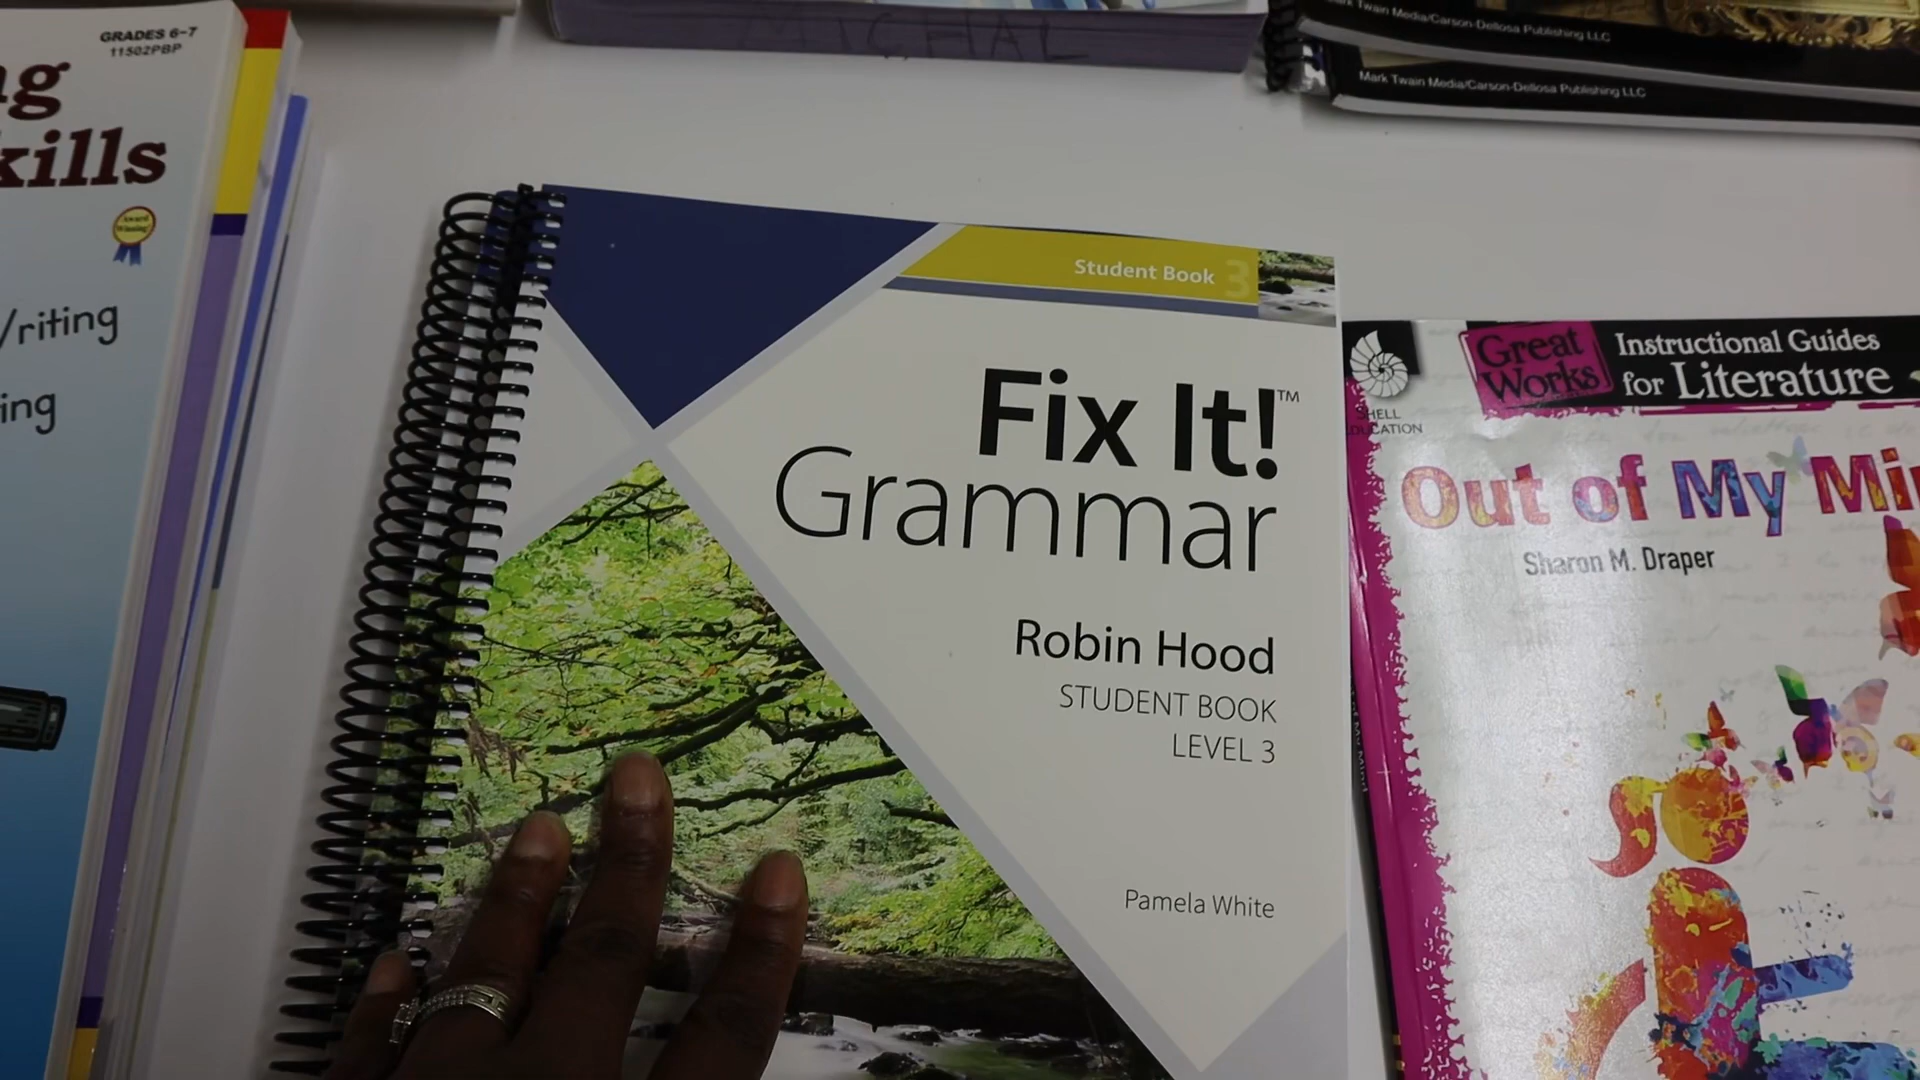 GRADES 6–7
11502PBP
kills
Writing
Award
Winning!
MICHAL
Mark Twain Media/Carson-Dellosa Publishing LLC
Mark Twain Media/Carson-Dellosa Publishing LLC
Student Book 3
Fix It!™
Grammar
Robin Hood
STUDENT BOOK
LEVEL 3
Pamela White
SHELL
EDUCATION
Great
Works
Instructional Guides
for Literature
Out of My Mi
Sharon M. Draper